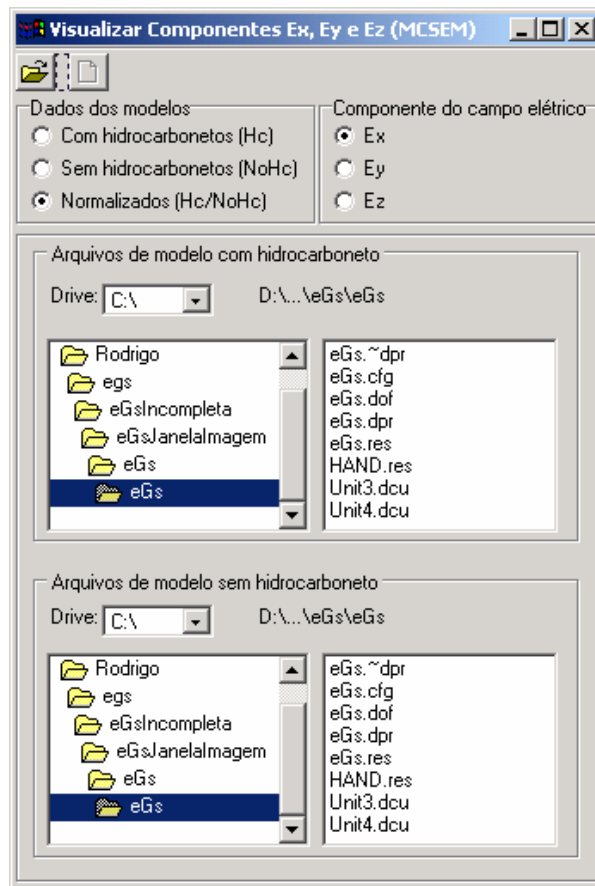 Visualizar Componentes Ex, Ey e Ez (MCSEM)
Dados dos modelos
Com hidrocarbonetos (Hc)
Sem hidrocarbonetos (NoHc)
Normalizados (Hc/NoHc)
Componente do campo elétrico
Ex
Ey
Ez
Arquivos de modelo com hidrocarboneto
Drive: C:\ D:\...\eGs\eGs
Rodrigo
egs
eGsIncompleta
eGsJanelaImagem
eGs
eGs
eGs.~dpr
eGs.cfg
eGs.dof
eGs.dpr
eGs.res
HAND.res
Unit3.dcu
Unit4.dcu
Arquivos de modelo sem hidrocarboneto
Drive: C:\ D:\...\eGs\eGs
Rodrigo
egs
eGsIncompleta
eGsJanelaImagem
eGs
eGs
eGs.~dpr
eGs.cfg
eGs.dof
eGs.dpr
eGs.res
HAND.res
Unit3.dcu
Unit4.dcu